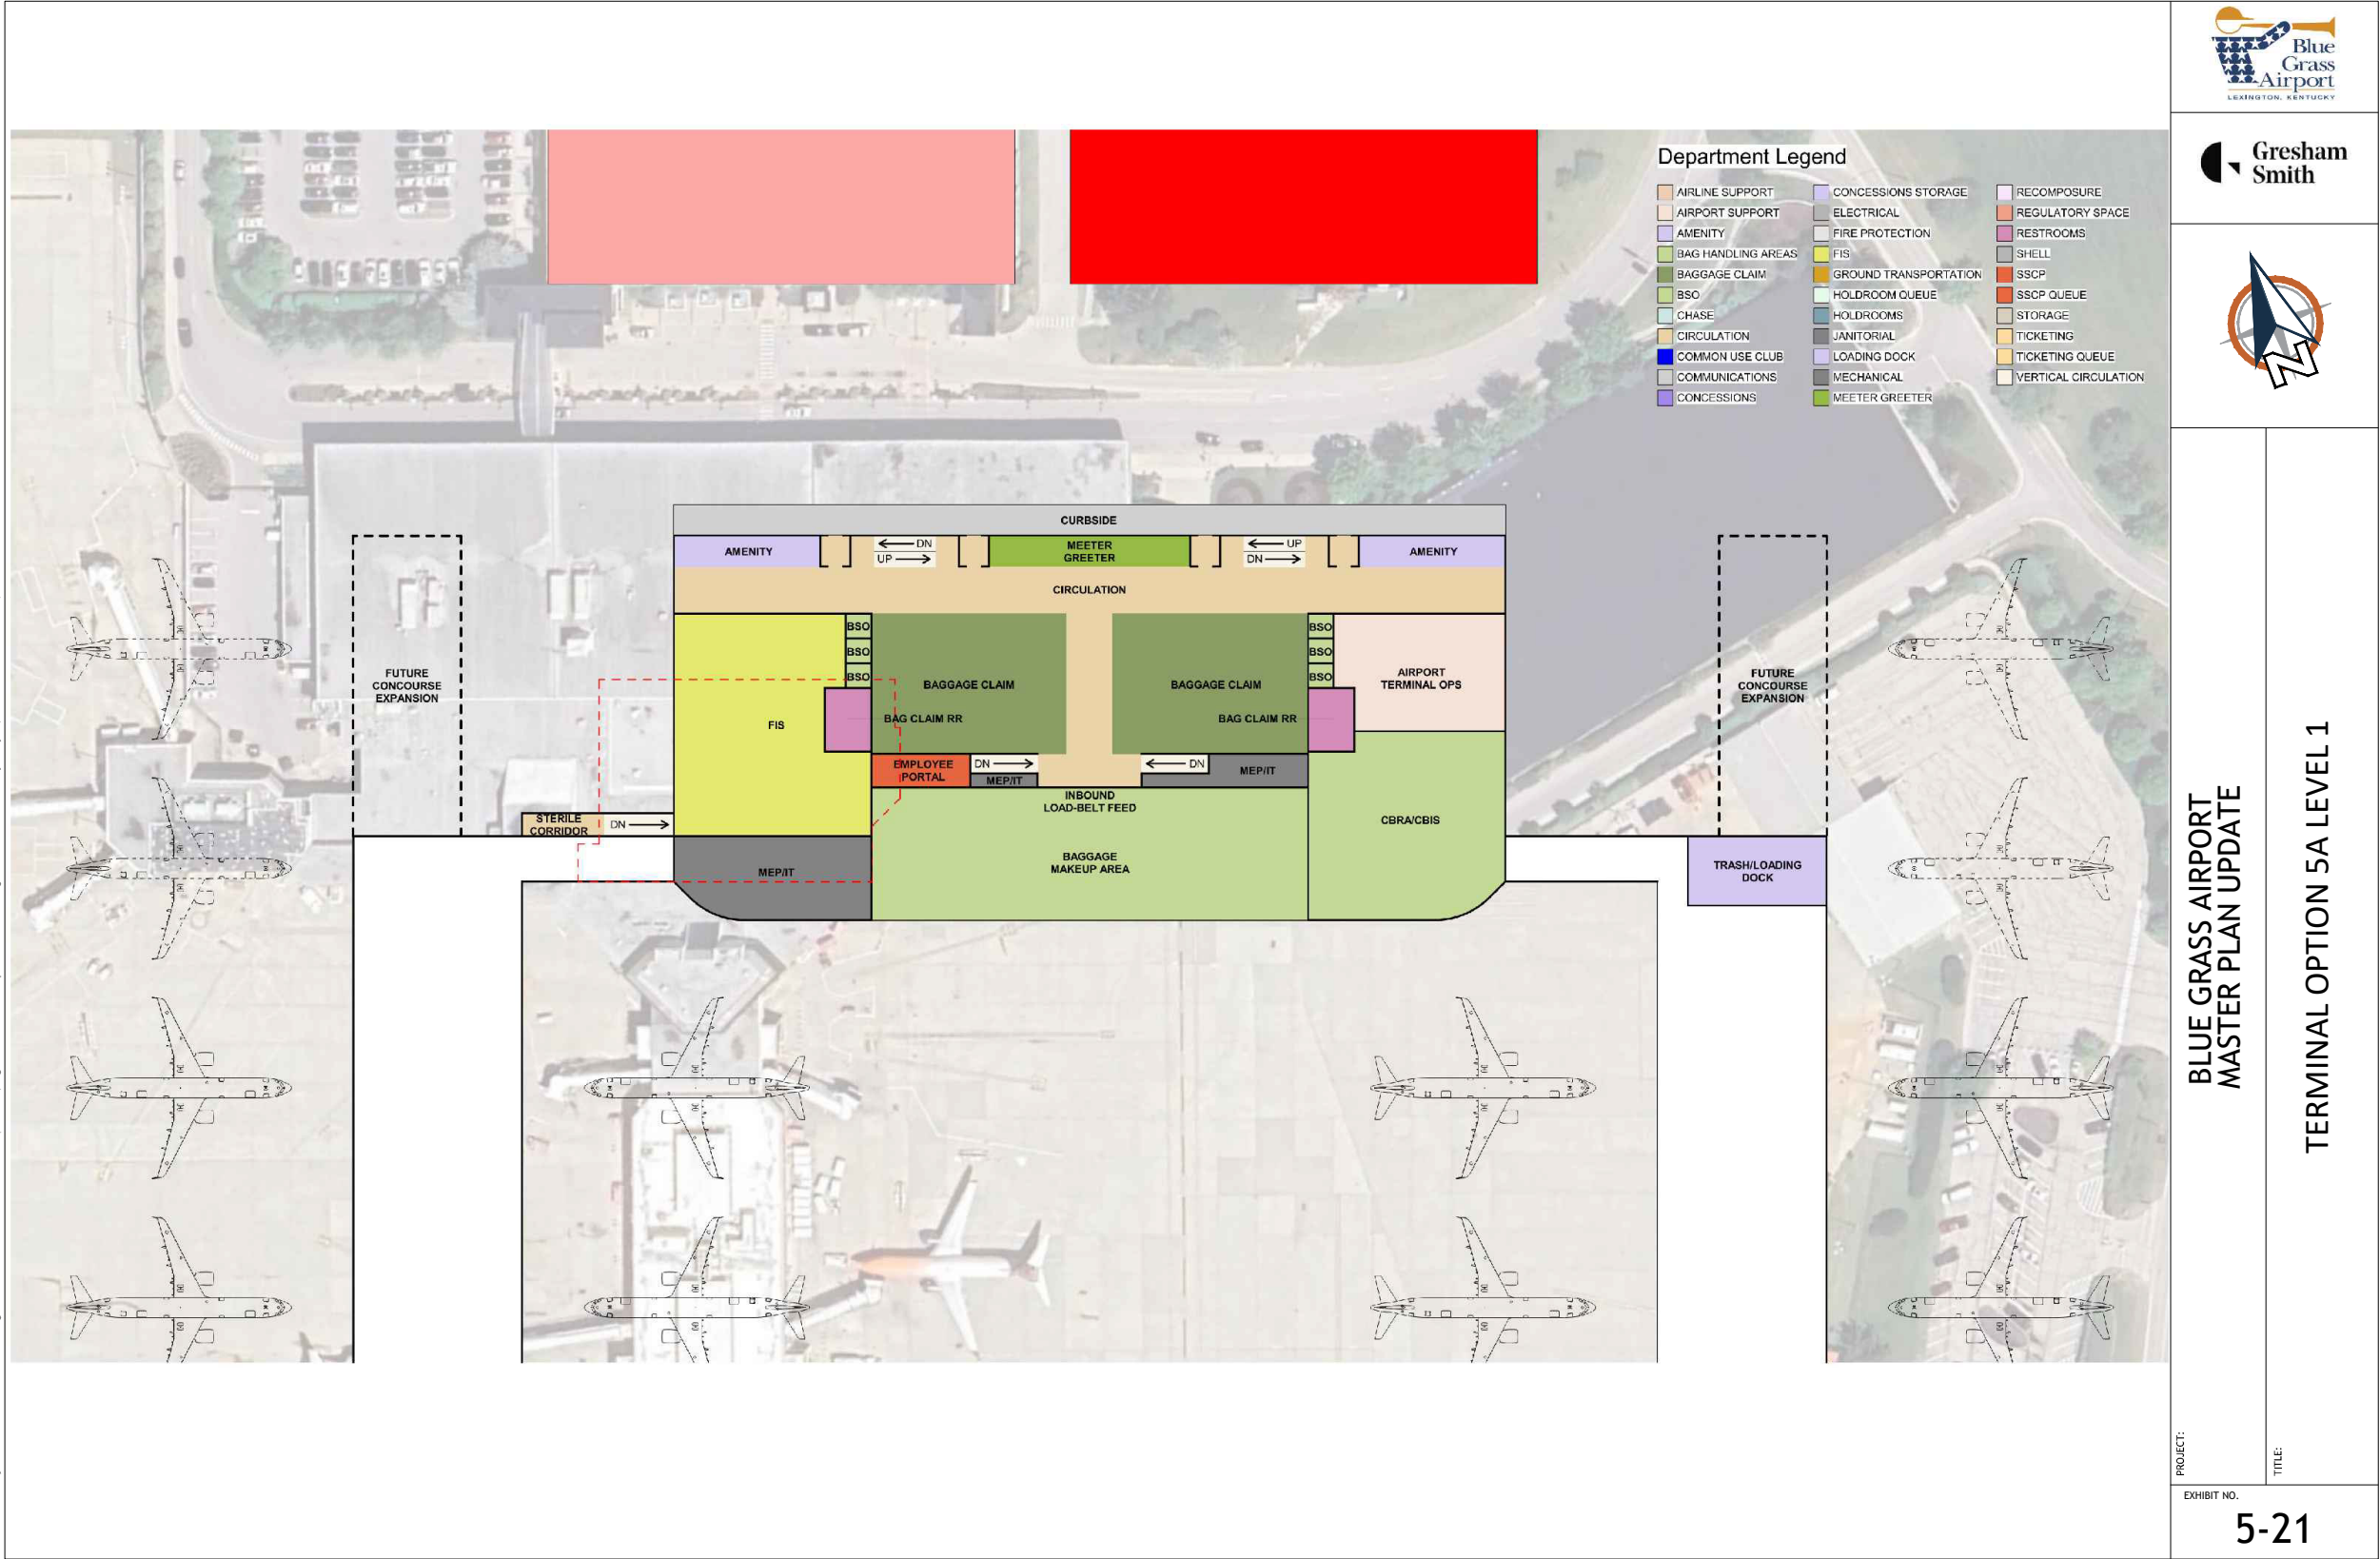 Blue
Grass
Airport
LEXINGTON, KENTUCKY
Gresham
Smith
N
Department Legend
AIRLINE SUPPORT
AIRPORT SUPPORT
AMENITY
BAG HANDLING AREAS
BAGGAGE CLAIM
BSO
CHASE
CIRCULATION
COMMON USE CLUB
COMMUNICATIONS
CONCESSIONS
CONCESSIONS STORAGE
ELECTRICAL
FIRE PROTECTION
FIS
GROUND TRANSPORTATION
HOLDROOM QUEUE
HOLDROOMS
JANITORIAL
LOADING DOCK
MECHANICAL
MEETER GREETER
RECOMPOSURE
REGULATORY SPACE
RESTROOMS
SHELL
SSCP
SSCP QUEUE
STORAGE
TICKETING
TICKETING QUEUE
VERTICAL CIRCULATION
CURBSIDE
AMENITY
DN
UP
MEETER
GREETER
UP
DN
AMENITY
CIRCULATION
BSO
BSO
BSO
BSO
BSO
BSO
FUTURE
CONCOURSE
EXPANSION
FIS
BAGGAGE CLAIM
BAGGAGE CLAIM
BAG CLAIM RR
BAG CLAIM RR
AIRPORT
TERMINAL OPS
FUTURE
CONCOURSE
EXPANSION
EMPLOYEE
PORTAL
DN
MEP/IT
DN
MEP/IT
INBOUND
LOAD-BELT FEED
STERILE
CORRIDOR
DN
CBRA/CBIS
MEP/IT
BAGGAGE
MAKEUP AREA
TRASH/LOADING
DOCK
PROJECT:
BLUE GRASS AIRPORT
MASTER PLAN UPDATE
TITLE:
TERMINAL OPTION 5A LEVEL 1
EXHIBIT NO.
5-21